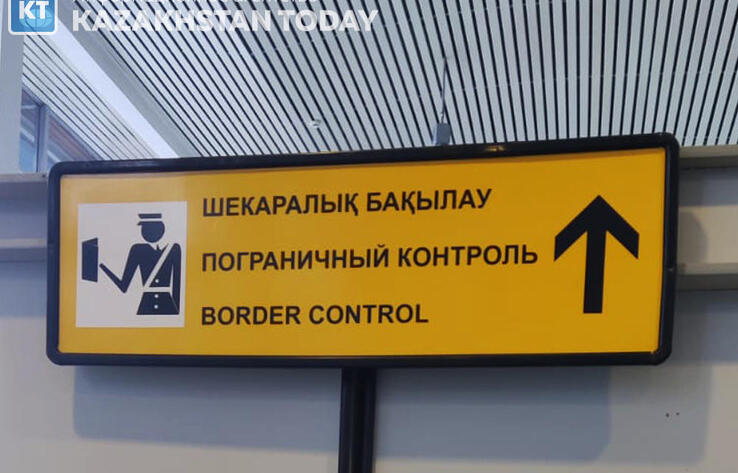 KT
KAZAKHSTAN TODAY
ШЕКАРАЛЫҚ БАҚЫЛАУ
ПОГРАНИЧНЫЙ КОНТРОЛЬ
BORDER CONTROL